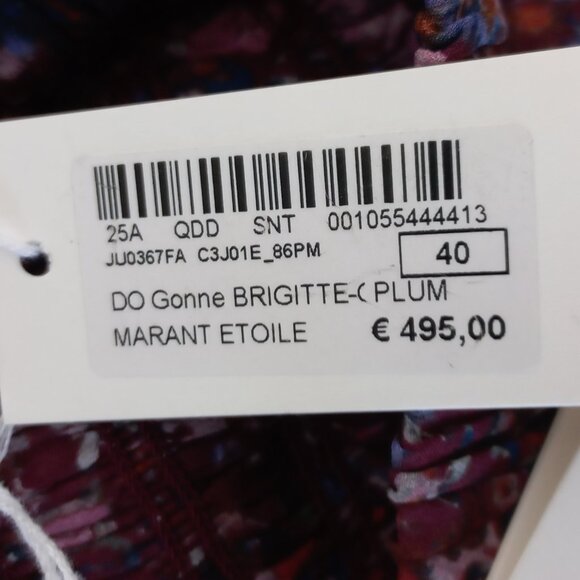 25A QDD SNT 001055444413
JU0367FA C3J01E_86PM
40
DO Gonne BRIGITTE-( PLUM
MARANT ETOILE € 495,00